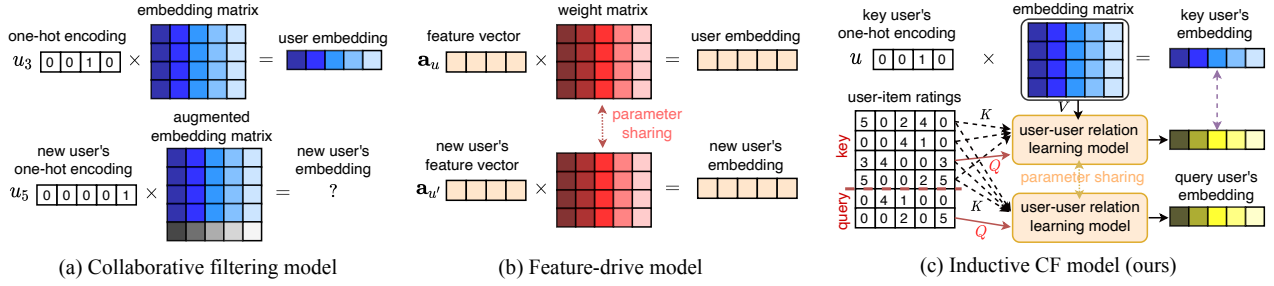 embedding matrix
one-hot encoding
user embedding
u3 0 0 1 0 × =
augmented
embedding matrix
new user's
one-hot encoding
new user's
embedding
u5 0 0 0 0 1 × = ?
(a) Collaborative filtering model
weight matrix
feature vector
user embedding
a_u × =
parameter
sharing
new user's
feature vector
new user's
embedding
a_u' × =
(b) Feature-drive model
key user's
one-hot encoding
embedding matrix
key user's
embedding
u 0 0 1 0 × =
V
user-item ratings
K
key
5 0 2 4 0
0 0 4 1 0
3 4 0 0 3
5 0 0 2 5
Q
user-user relation
learning model
parameter sharing
query user's
embedding
query
0 4 1 0 0
0 0 2 0 5
K
Q
user-user relation
learning model
(c) Inductive CF model (ours)